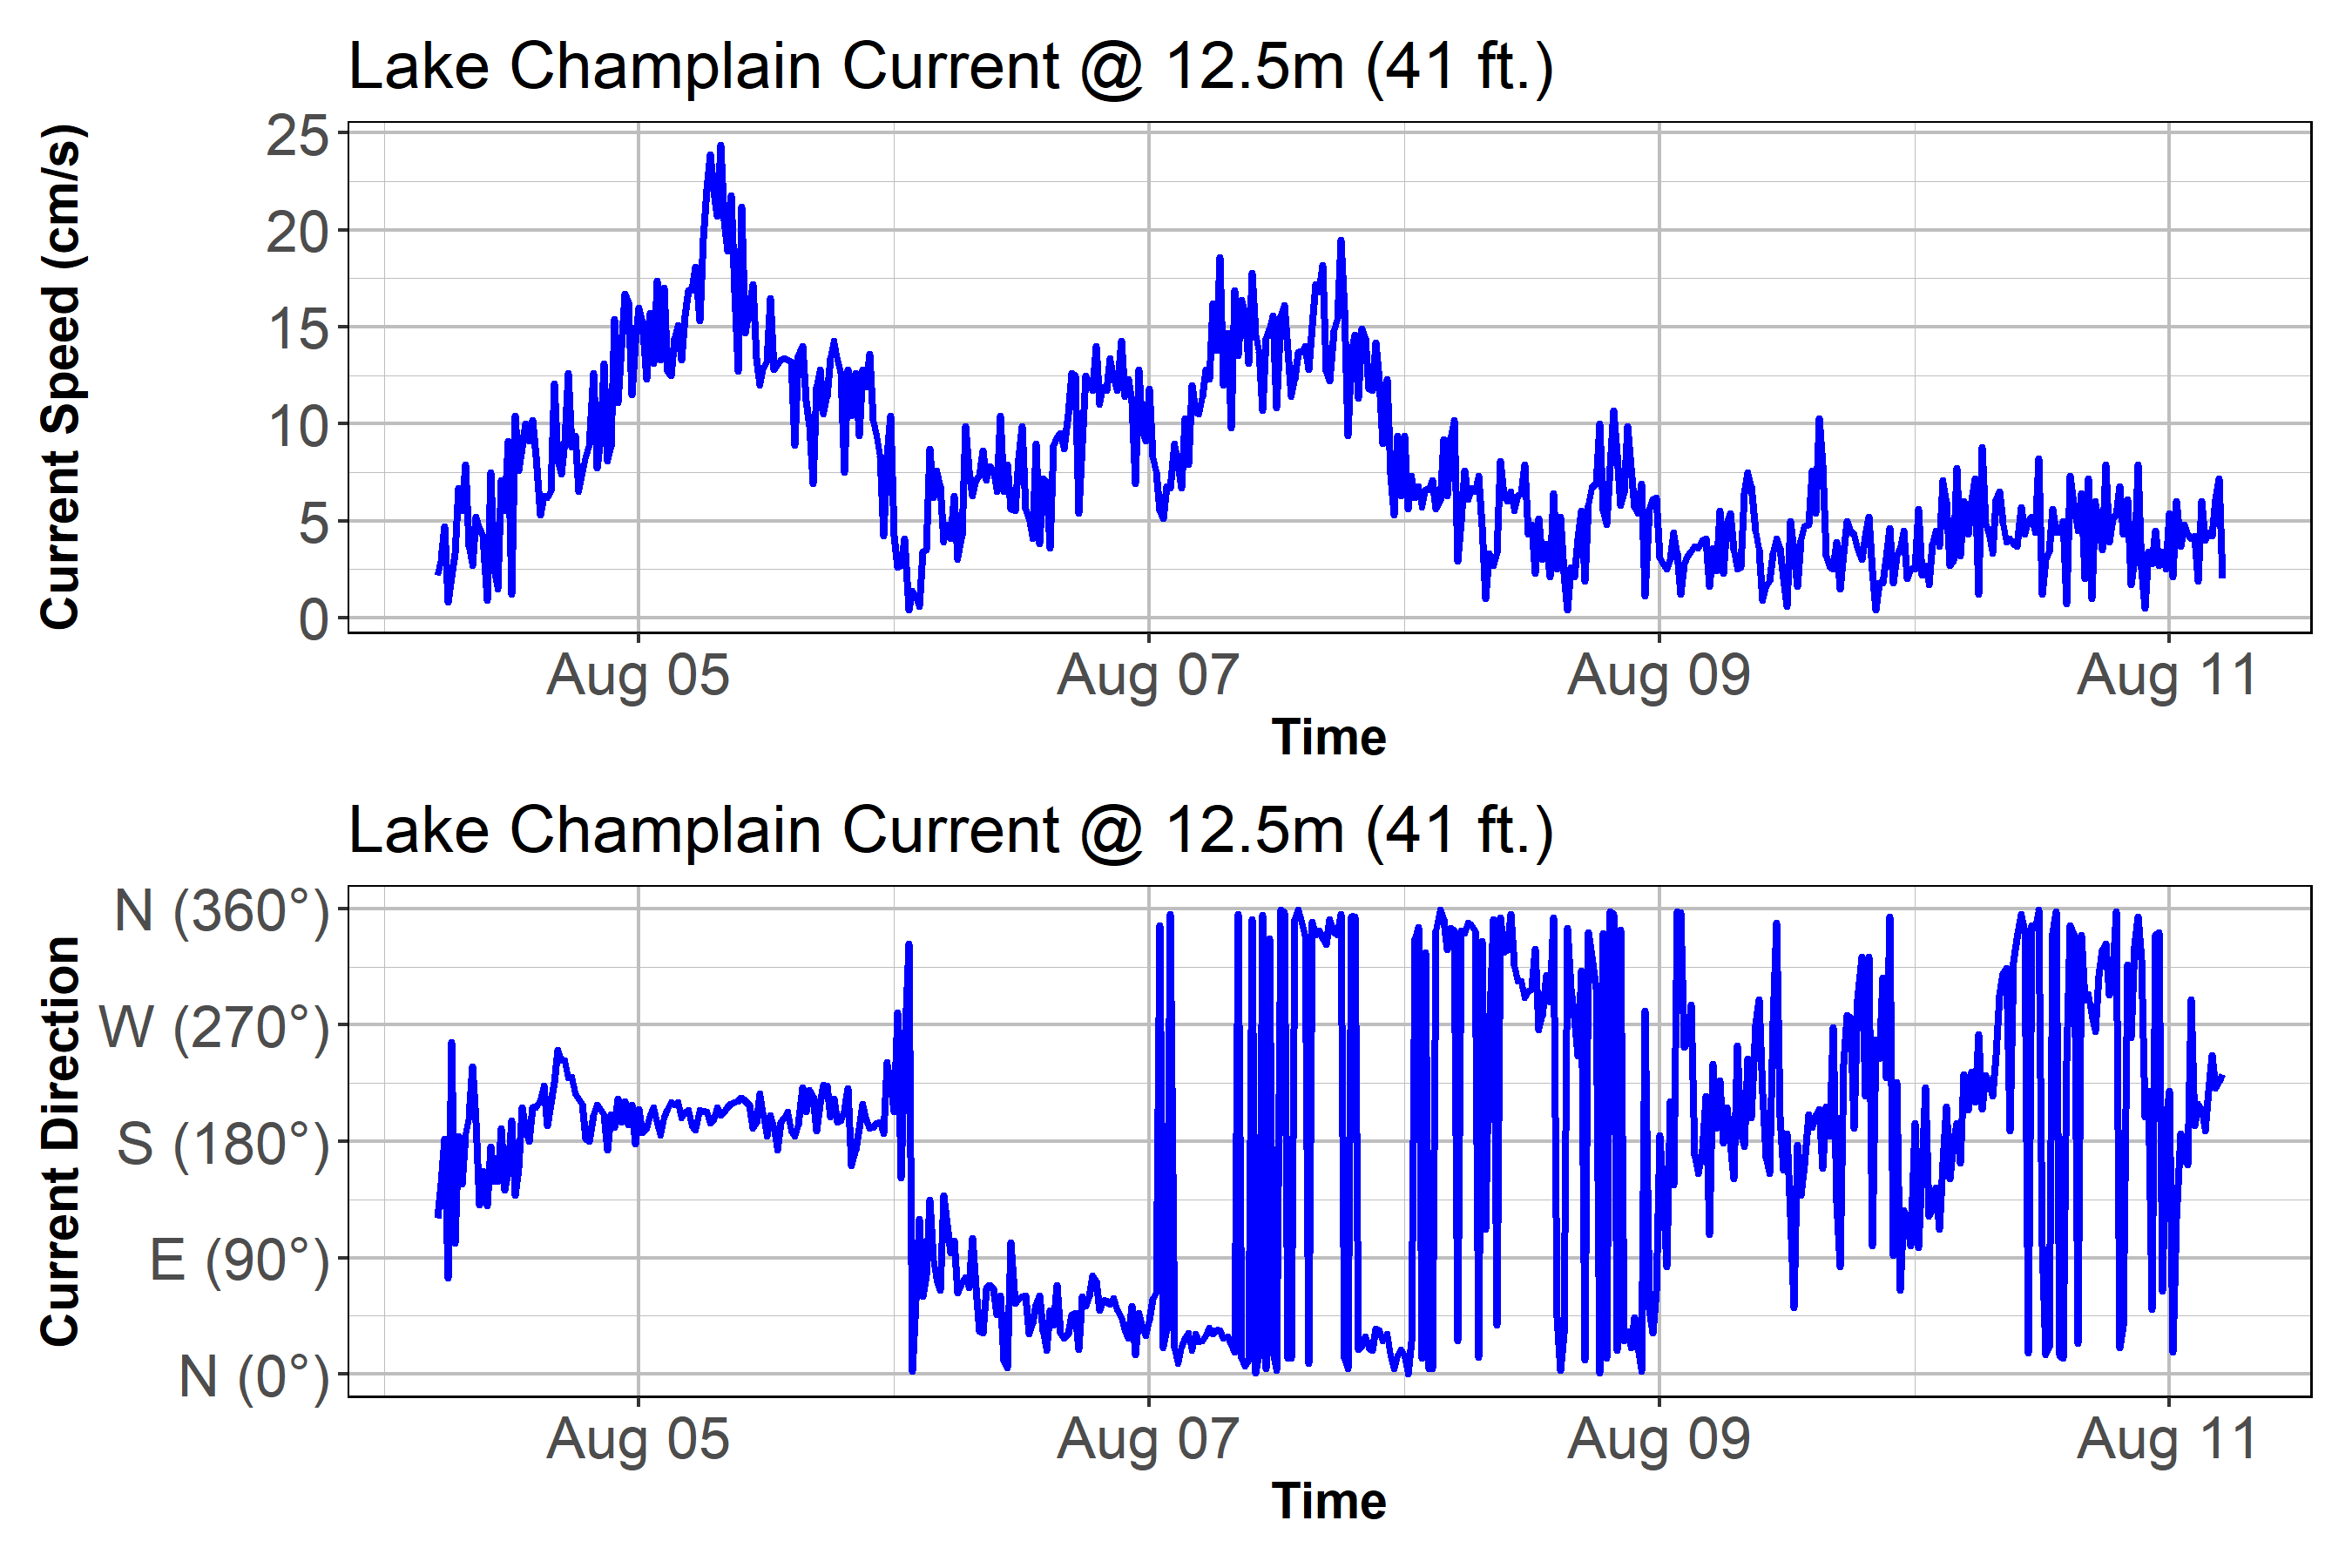 Lake Champlain Current @ 12.5m (41 ft.)
Current Speed (cm/s)
25
20
15
10
5
0
Aug 05 Aug 07 Aug 09 Aug 11
Time
Lake Champlain Current @ 12.5m (41 ft.)
Current Direction
N (360°)
W (270°)
S (180°)
E (90°)
N (0°)
Aug 05 Aug 07 Aug 09 Aug 11
Time